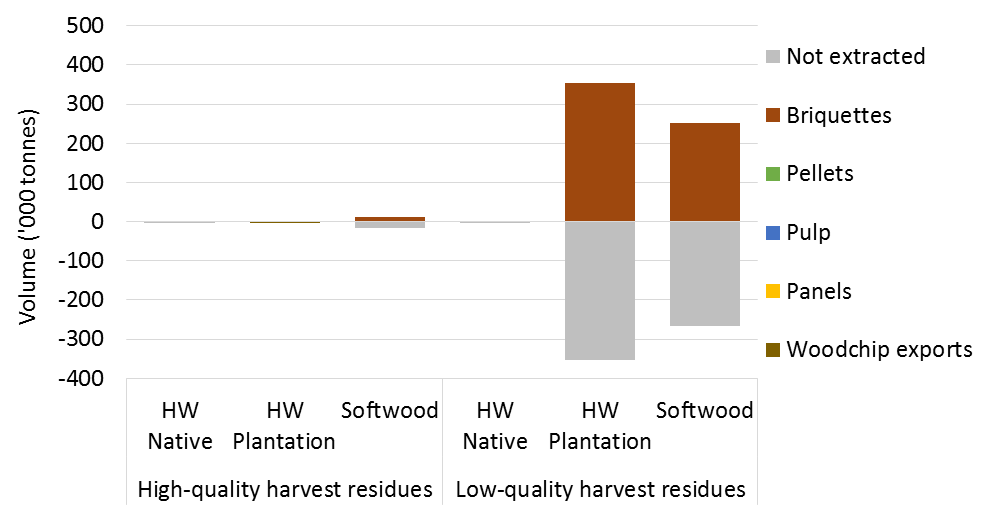 Volume ('000 tonnes)
500
400
300
200
100
0
-100
-200
-300
-400
HW
Native
HW
Plantation
Softwood
HW
Native
HW
Plantation
Softwood
High-quality harvest residues
Low-quality harvest residues
Not extracted
Briquettes
Pellets
Pulp
Panels
Woodchip exports